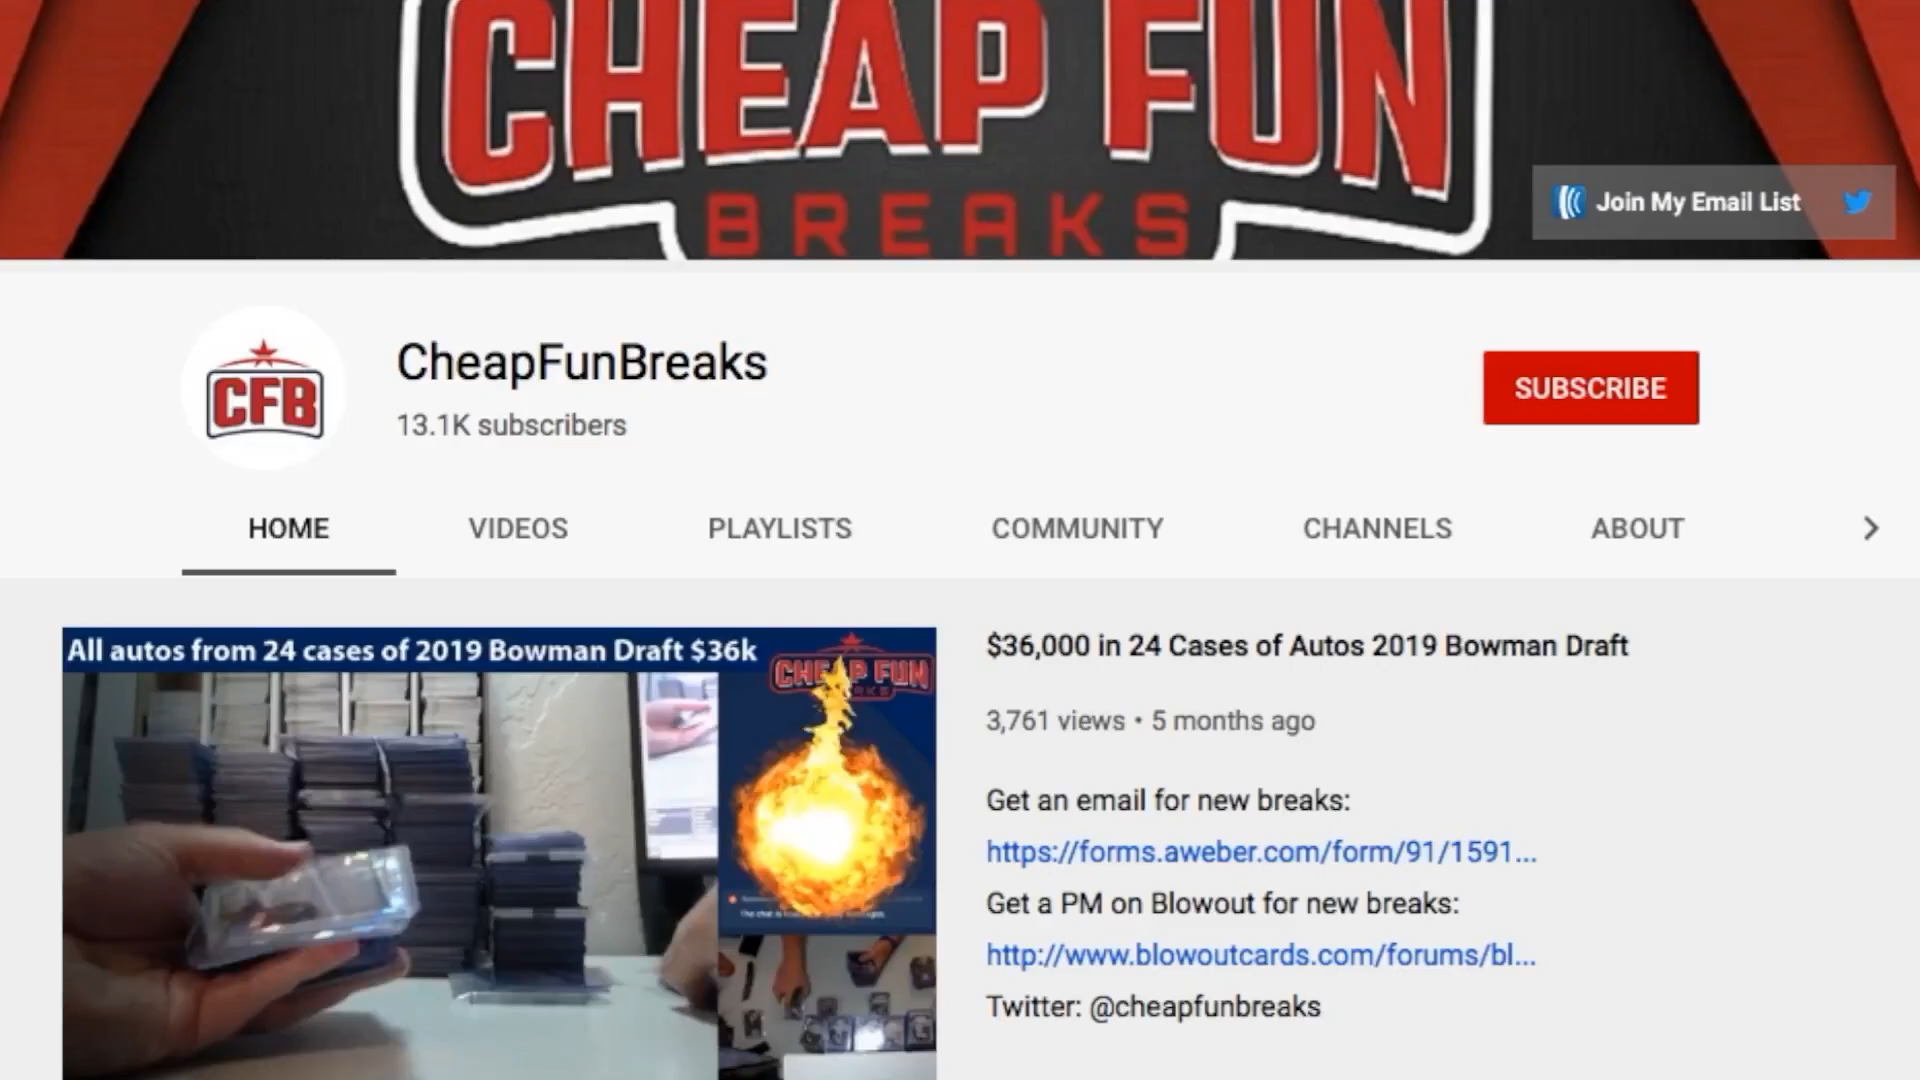 CHEAP FUN
BREAKS
Join My Email List
CFB
CheapFunBreaks
13.1K subscribers
SUBSCRIBE
HOME VIDEOS PLAYLISTS COMMUNITY CHANNELS ABOUT
All autos from 24 cases of 2019 Bowman Draft $36k
CHEAP FUN
$36,000 in 24 Cases of Autos 2019 Bowman Draft
3,761 views • 5 months ago
Get an email for new breaks:
https://forms.aweber.com/form/91/1591...
Get a PM on Blowout for new breaks:
http://www.blowoutcards.com/forums/bl...
Twitter: @cheapfunbreaks